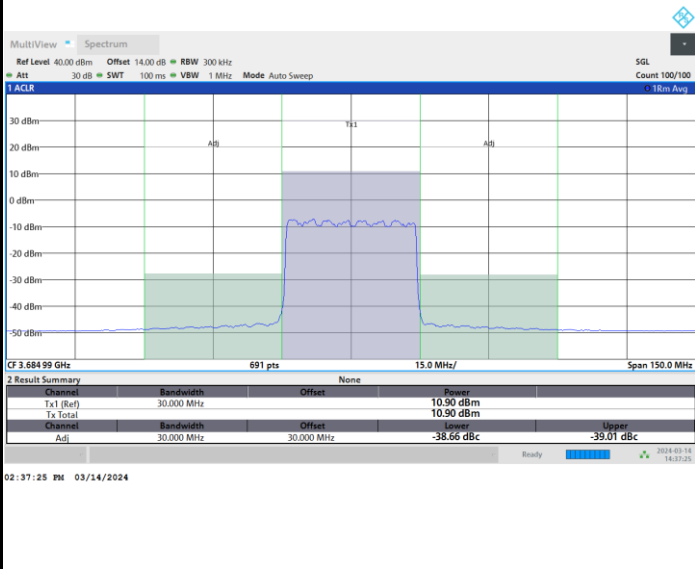 MultiView Spectrum
Ref Level 40.00 dBm Offset 14.00 dB RBW 300 kHz SGL
Att 30 dB SWT 100 ms VBW 1 MHz Mode Auto Sweep Count 100/100
1 ACLR 1Rm Avg
30 dBm
Tx1
20 dBm
Adj Adj
10 dBm
0 dBm
-10 dBm
-20 dBm
-30 dBm
-40 dBm
-50 dBm
CF 3.684 99 GHz 691 pts 15.0 MHz/ Span 150.0 MHz
2 Result Summary None
Channel Bandwidth Offset Power
Tx1 (Ref) 30.000 MHz 10.90 dBm
Tx Total 10.90 dBm
Channel Bandwidth Offset Lower Upper
Adj 30.000 MHz 30.000 MHz -38.66 dBc -39.01 dBc
Ready 2024-03-14
14:37:25
02:37:25 PM 03/14/2024